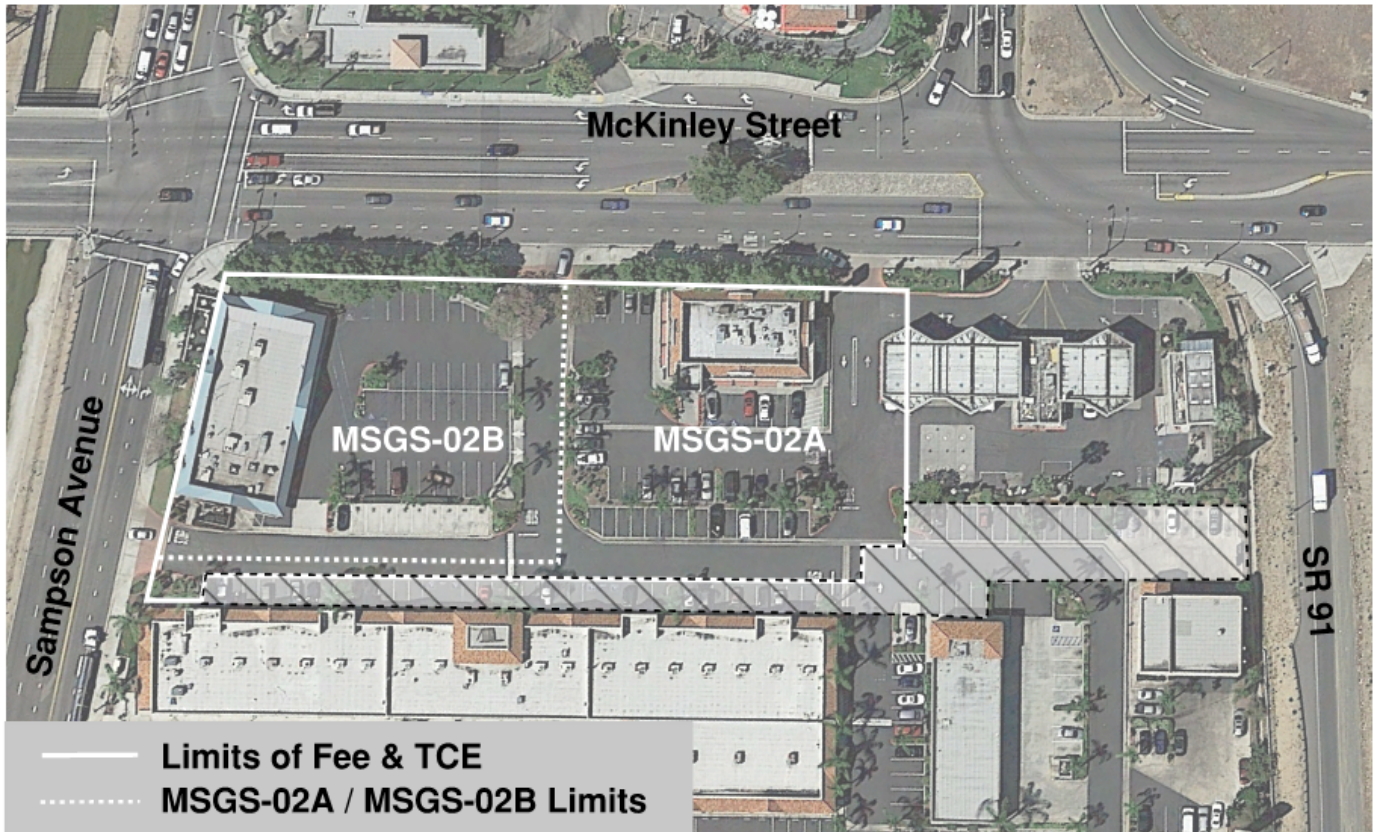 McKinley Street
MSGS-02B
MSGS-02A
Sampson Avenue
SR 91
Limits of Fee & TCE
MSGS-02A / MSGS-02B Limits